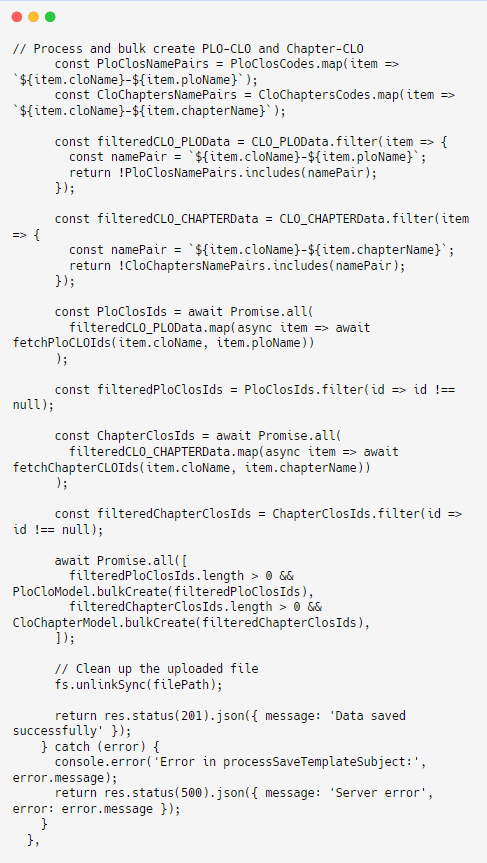 // Process and bulk create PLO-CLO and Chapter-CLO
      const PloClosNamePairs = PloClosCodes.map(item =>
`${item.cloName}-${item.ploName}`);
      const CloChaptersNamePairs = CloChaptersCodes.map(item =>
`${item.cloName}-${item.chapterName}`);

      const filteredCLO_PLOData = CLO_PLOData.filter(item => {
        const namePair = `${item.cloName}-${item.ploName}`;
        return !PloClosNamePairs.includes(namePair);
      });

      const filteredCLO_CHAPTERData = CLO_CHAPTERData.filter(item
=> {
        const namePair = `${item.cloName}-${item.chapterName}`;
        return !CloChaptersNamePairs.includes(namePair);
      });

      const PloClosIds = await Promise.all(
        filteredCLO_PLOData.map(async item => await
fetchPloCLOIds(item.cloName, item.ploName))
      );

      const filteredPloClosIds = PloClosIds.filter(id => id !==
null);

      const ChapterClosIds = await Promise.all(
        filteredCLO_CHAPTERData.map(async item => await
fetchChapterCLOIds(item.cloName, item.chapterName))
      );

      const filteredChapterClosIds = ChapterClosIds.filter(id =>
id !== null);

      await Promise.all([
        filteredPloClosIds.length > 0 &&
PloCloModel.bulkCreate(filteredPloClosIds),
        filteredChapterClosIds.length > 0 &&
CloChapterModel.bulkCreate(filteredChapterClosIds),
      ]);

      // Clean up the uploaded file
      fs.unlinkSync(filePath);

      return res.status(201).json({ message: 'Data saved
successfully' });
    } catch (error) {
      console.error('Error in processSaveTemplateSubject:',
error.message);
      return res.status(500).json({ message: 'Server error',
error: error.message });
    }
  },